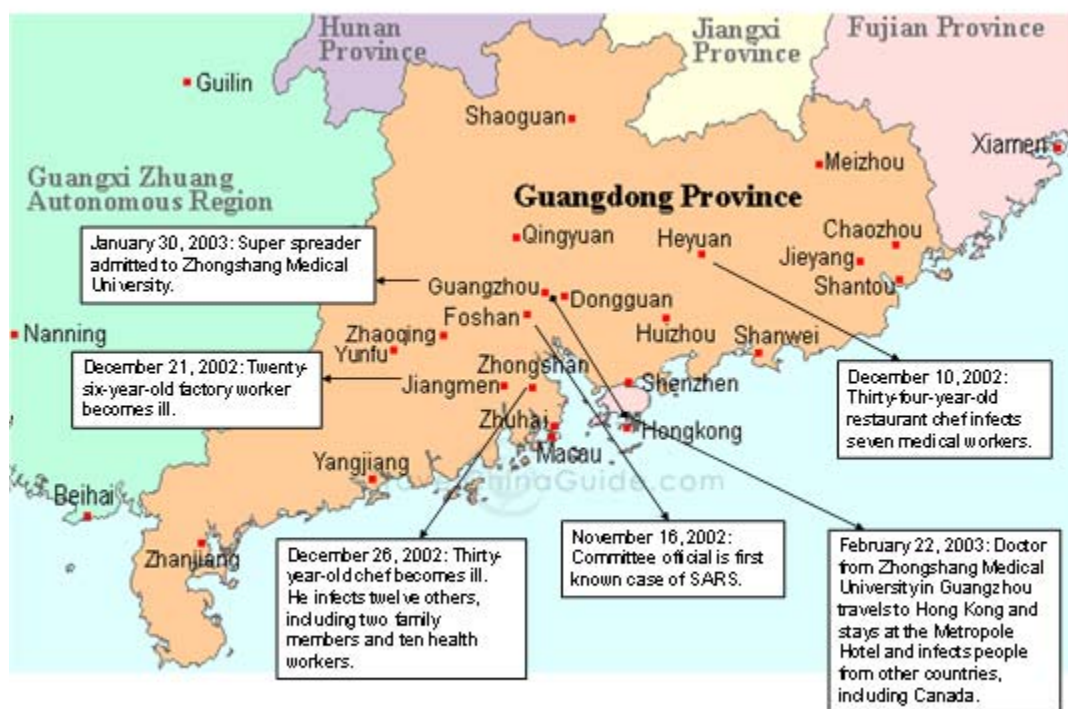 Hunan
Province
Jiangxi
Province
Fujian Province
Guilin
Shaoguan
Xiamen
Meizhou
Guangxi Zhuang
Autonomous Region
Guangdong Province
January 30, 2003: Super spreader
admitted to Zhongshang Medical
University.
Qingyuan
Heyuan
Chaozhou
Jieyang
Shantou
Guangzhou
Dongguan
Foshan
Huizhou
Shanwei
Nanning
Zhaoqing
Yunfu
Zhongshan
December 21, 2002: Twenty-
six-year-old factory worker
becomes ill.
Jiangmen
Shenzhen
December 10, 2002:
Thirty-four-year-old
restaurant chef infects
seven medical workers.
Zhuhai
Hongkong
Macau
Yangjiang
ChinaGuide.com
Beihai
Zhanjiang
December 26, 2002: Thirty-
year-old chef becomes ill.
He infects twelve others,
including two family
members and ten health
workers.
November 16, 2002:
Committee official is first
known case of SARS.
February 22, 2003: Doctor
from Zhongshang Medical
University in Guangzhou
travels to Hong Kong and
stays at the Metropole
Hotel and infects people
from other countries,
including Canada.